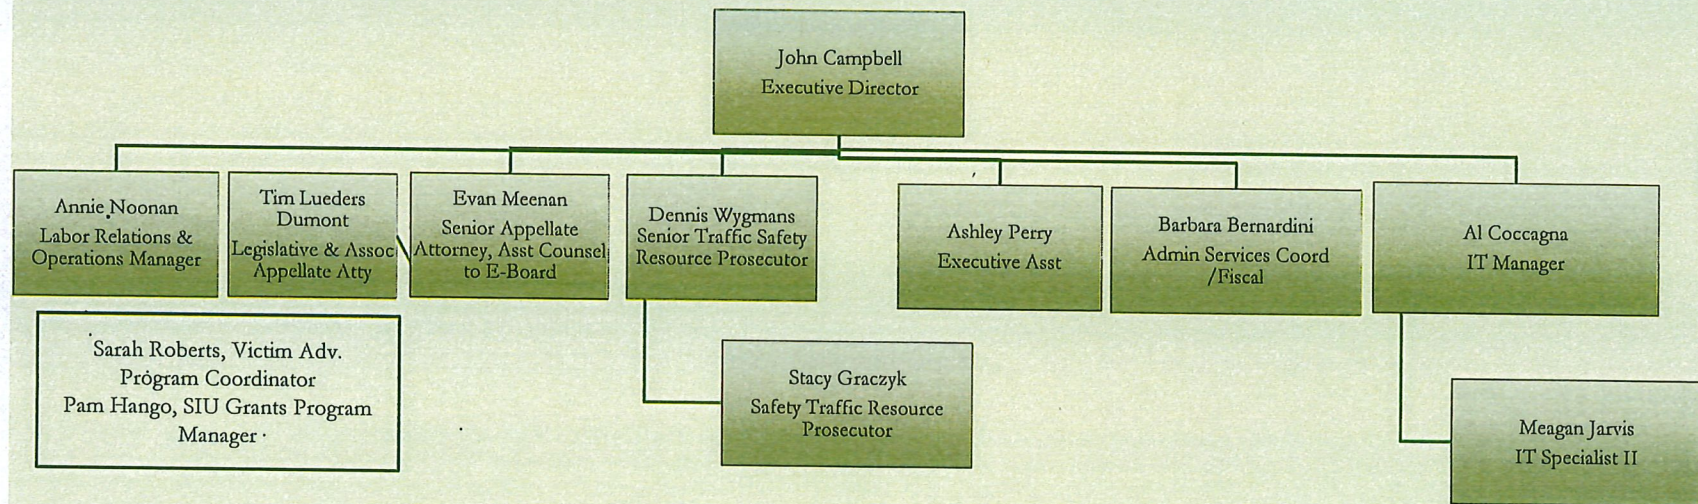 John Campbell
Executive Director
Annie Noonan
Labor Relations &
Operations Manager
Tim Lueders
Dumont
Legislative & Assoc
Appellate Atty
Evan Meenan
Senior Appellate
Attorney, Asst Counsel
to E-Board
Dennis Wygmans
Senior Traffic Safety
Resource Prosecutor
Ashley Perry
Executive Asst
Barbara Bernardini
Admin Services Coord
/Fiscal
Al Coccagna
IT Manager
Sarah Roberts, Victim Adv.
Program Coordinator
Pam Hango, SIU Grants Program
Manager
Stacy Graczyk
Safety Traffic Resource
Prosecutor
Meagan Jarvis
IT Specialist II